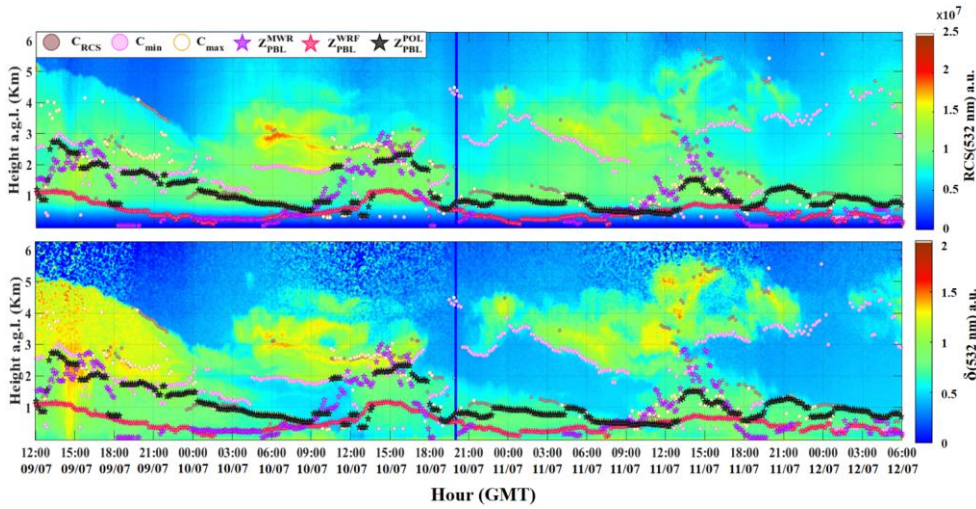 x10⁷
C_RCS C_min C_max Z_PBL^MWR Z_PBL^WRF Z_PBL^POL
6
5
4
3
2
1
Height a.g.l. (Km)
2.5
2
1.5
1
0.5
0
RCS(532 nm) a.u.
6
5
4
3
2
1
Height a.g.l. (Km)
2
1.5
1
0.5
0
δ(532 nm) a.u.
12:00 15:00 18:00 21:00 00:00 03:00 06:00 09:00 12:00 15:00 18:00 21:00 00:00 03:00 06:00 09:00 12:00 15:00 18:00 21:00 00:00 03:00 06:00
09/07 09/07 09/07 09/07 10/07 10/07 10/07 10/07 10/07 10/07 10/07 10/07 11/07 11/07 11/07 11/07 11/07 11/07 11/07 11/07 12/07 12/07 12/07
Hour (GMT)